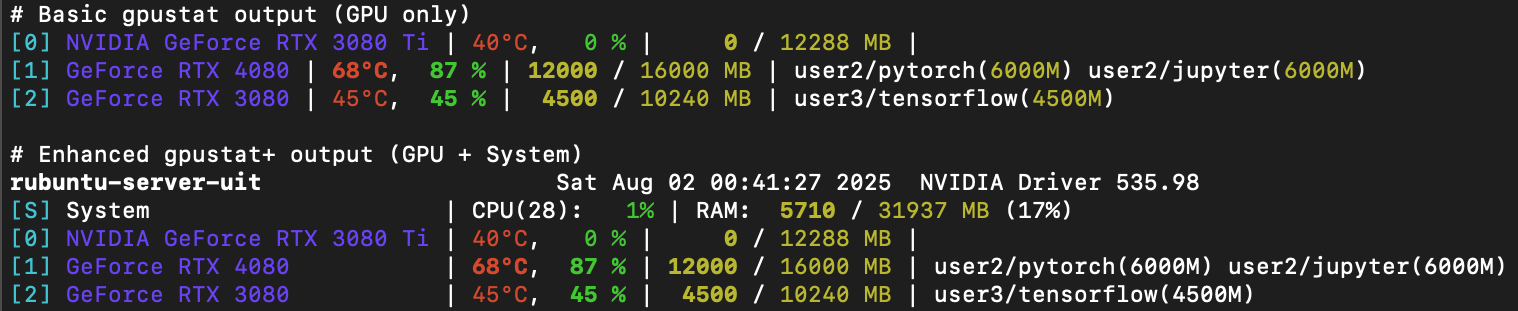 # Basic gpustat output (GPU only)
[0] NVIDIA GeForce RTX 3080 Ti | 40°C,   0 % |     0 / 12288 MB |
[1] GeForce RTX 4080 | 68°C,  87 % | 12000 / 16000 MB | user2/pytorch(6000M) user2/jupyter(6000M)
[2] GeForce RTX 3080 | 45°C,  45 % |  4500 / 10240 MB | user3/tensorflow(4500M)

# Enhanced gpustat+ output (GPU + System)
rubuntu-server-uit                     Sat Aug 02 00:41:27 2025  NVIDIA Driver 535.98
[S] System                     | CPU(28):   1% | RAM:  5710 / 31937 MB (17%)
[0] NVIDIA GeForce RTX 3080 Ti | 40°C,   0 % |     0 / 12288 MB |
[1] GeForce RTX 4080           | 68°C,  87 % | 12000 / 16000 MB | user2/pytorch(6000M) user2/jupyter(6000M)
[2] GeForce RTX 3080           | 45°C,  45 % |  4500 / 10240 MB | user3/tensorflow(4500M)